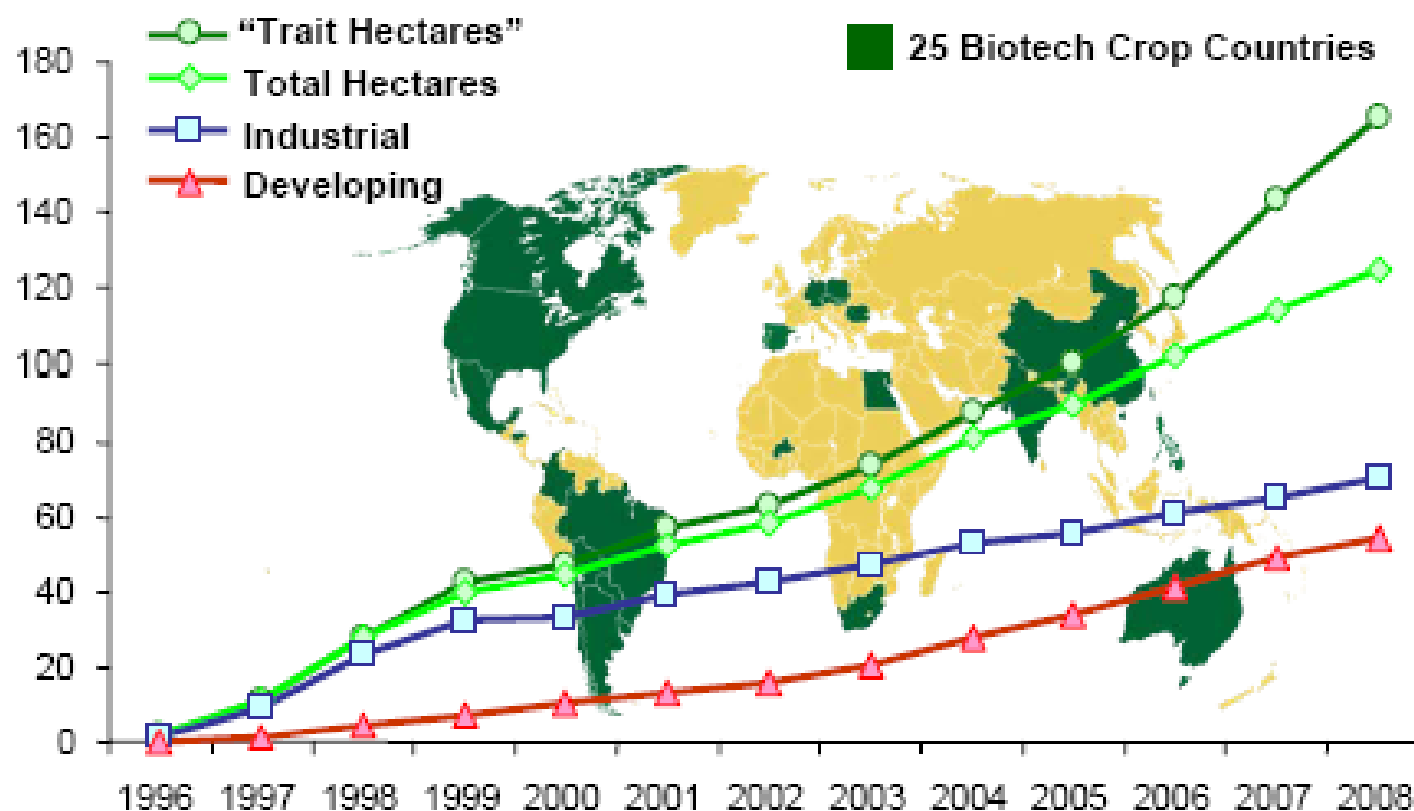 "Trait Hectares"
Total Hectares
Industrial
Developing
25 Biotech Crop Countries
180
160
140
120
100
80
60
40
20
0
1996 1997 1998 1999 2000 2001 2002 2003 2004 2005 2006 2007 2008